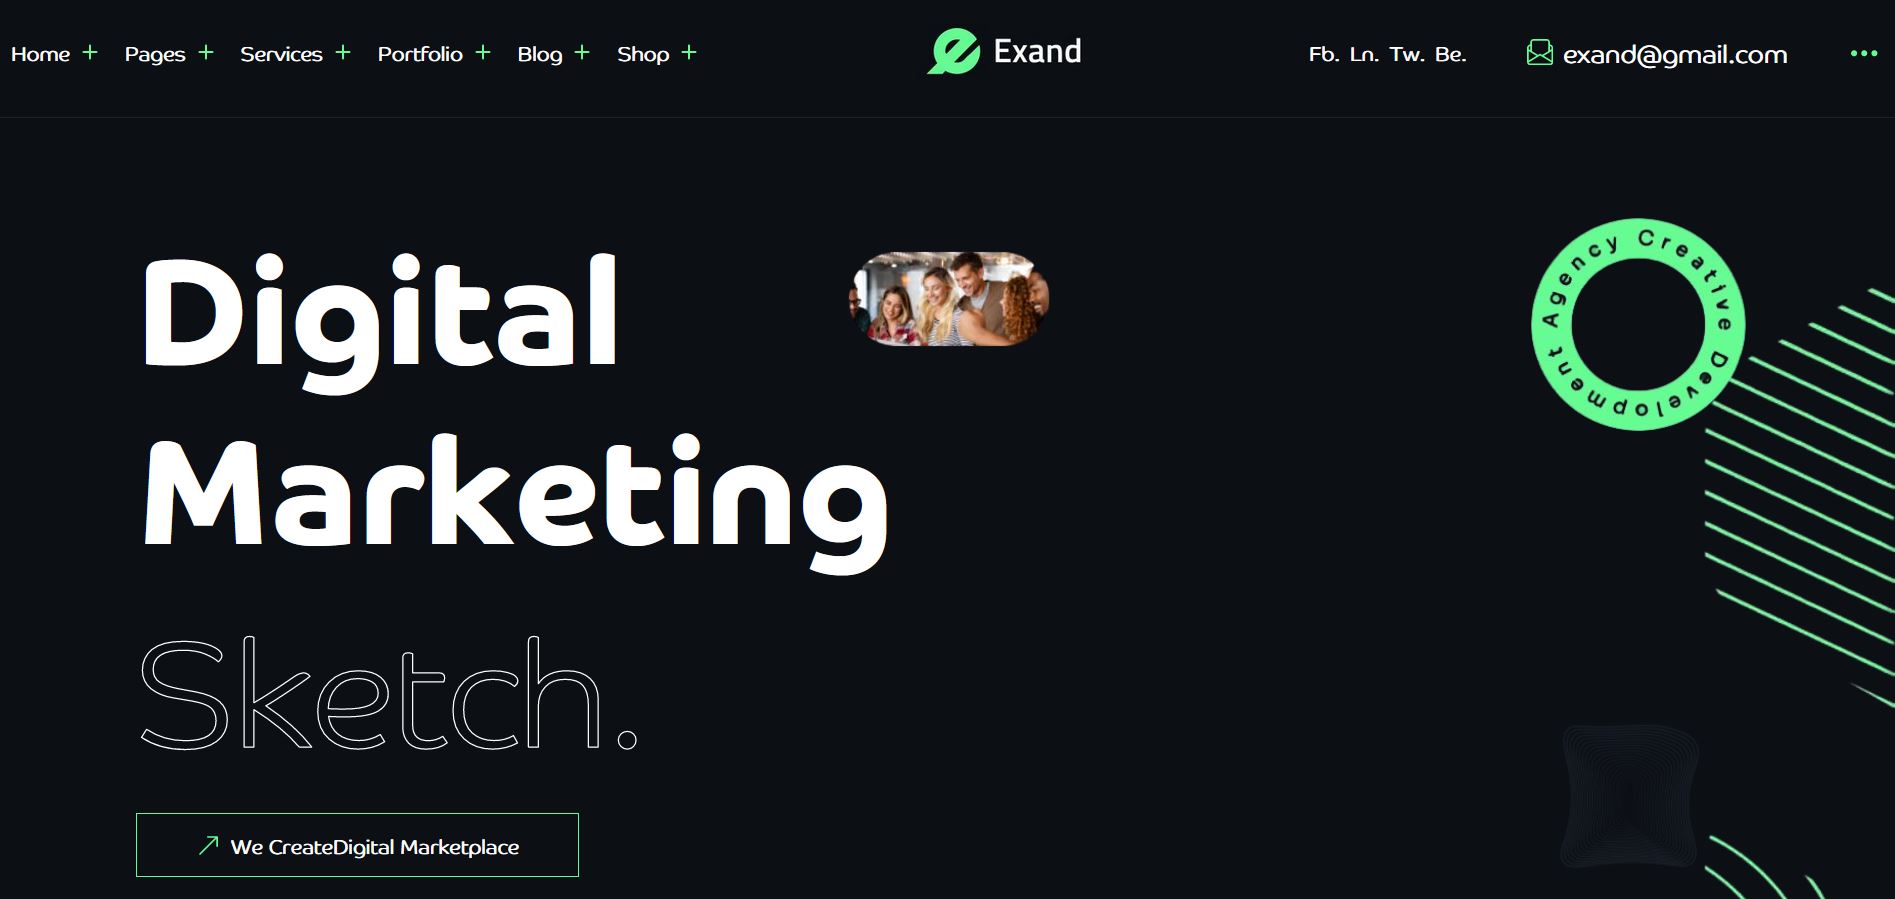 Home + Pages + Services + Portfolio + Blog + Shop +
Exand
Fb. Ln. Tw. Be.
exand@gmail.com
Digital
Marketing
Sketch.
Agency Creative Development
We CreateDigital Marketplace